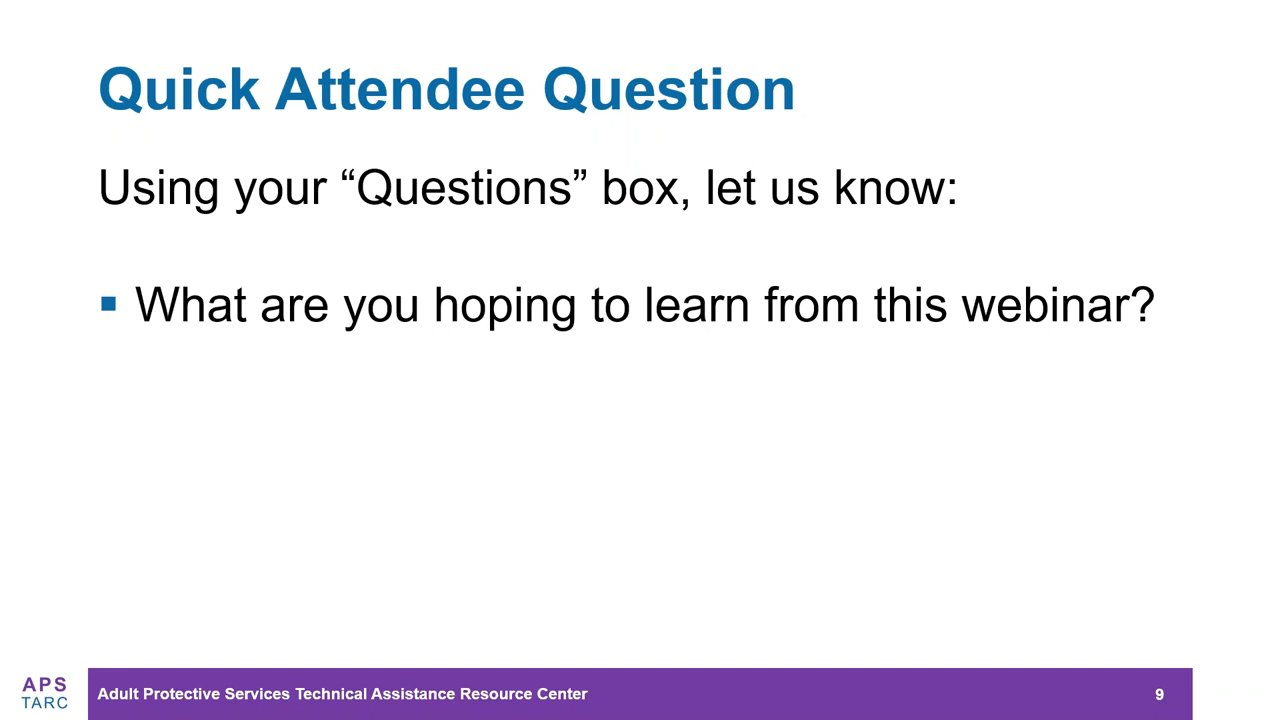 Quick Attendee Question
Using your “Questions” box, let us know:
▪ What are you hoping to learn from this webinar?
APS
TARC
Adult Protective Services Technical Assistance Resource Center
9